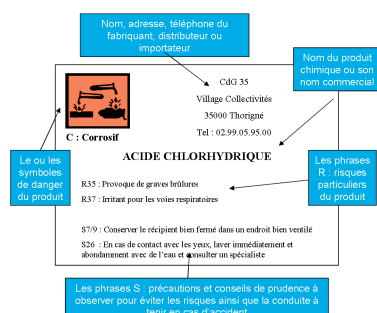 Nom, adresse, téléphone du
fabriquant, distributeur ou
importateur
Nom du produit
chimique ou son
nom commercial
CdG 35
Village Collectivités
35000 Thorigné
Tel : 02.99.05.95.00
C : Corrosif
Le ou les
symboles
de danger
du produit
ACIDE CHLORHYDRIQUE
Les phrases
R : risques
particuliers
du produit
R35 : Provoque de graves brûlures
R37 : Irritant pour les voies respiratoires
S7/9 : Conserver le récipient bien fermé dans un endroit bien ventilé
S26 : En cas de contact avec les yeux, laver immédiatement et
abondamment avec de l'eau et consulter un spécialiste
Les phrases S : précautions et conseils de prudence à
observer pour éviter les risques ainsi que la conduite à
tenir en cas d'accident